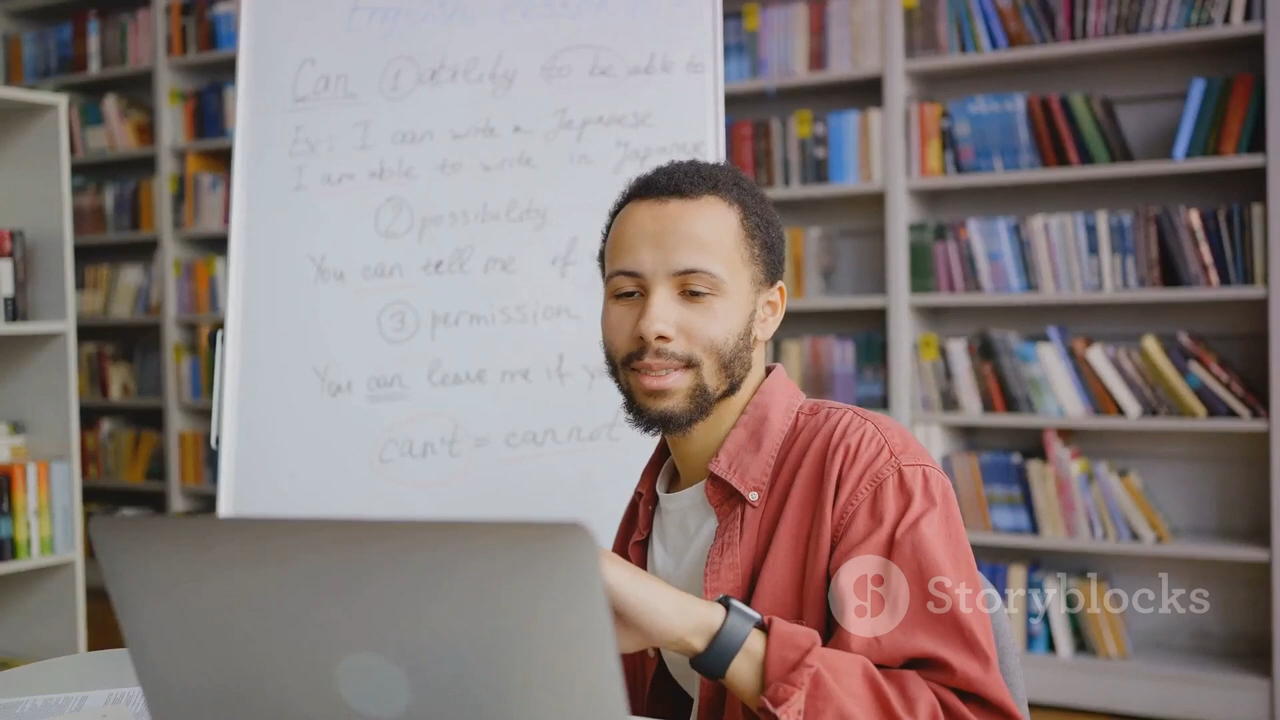 Can ① ability to be able to
Ex: I can write in Japanese
I am able to write in Japanese
② possibility
You can tell me if
③ permission
You can leave me if y
can't = cannot
Storyblocks